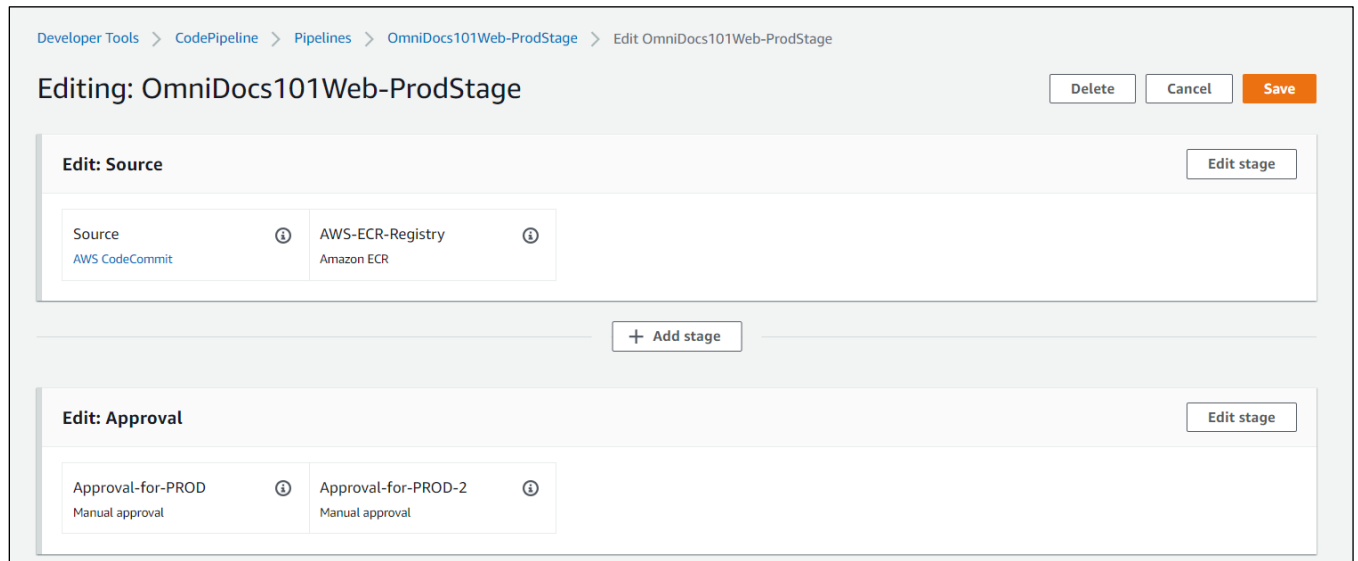 Developer Tools > CodePipeline > Pipelines > OmniDocs101Web-ProdStage > Edit OmniDocs101Web-ProdStage
Editing: OmniDocs101Web-ProdStage
Delete Cancel Save
Edit: Source Edit stage
Source AWS-ECR-Registry
AWS CodeCommit Amazon ECR
+ Add stage
Edit: Approval Edit stage
Approval-for-PROD Approval-for-PROD-2
Manual approval Manual approval